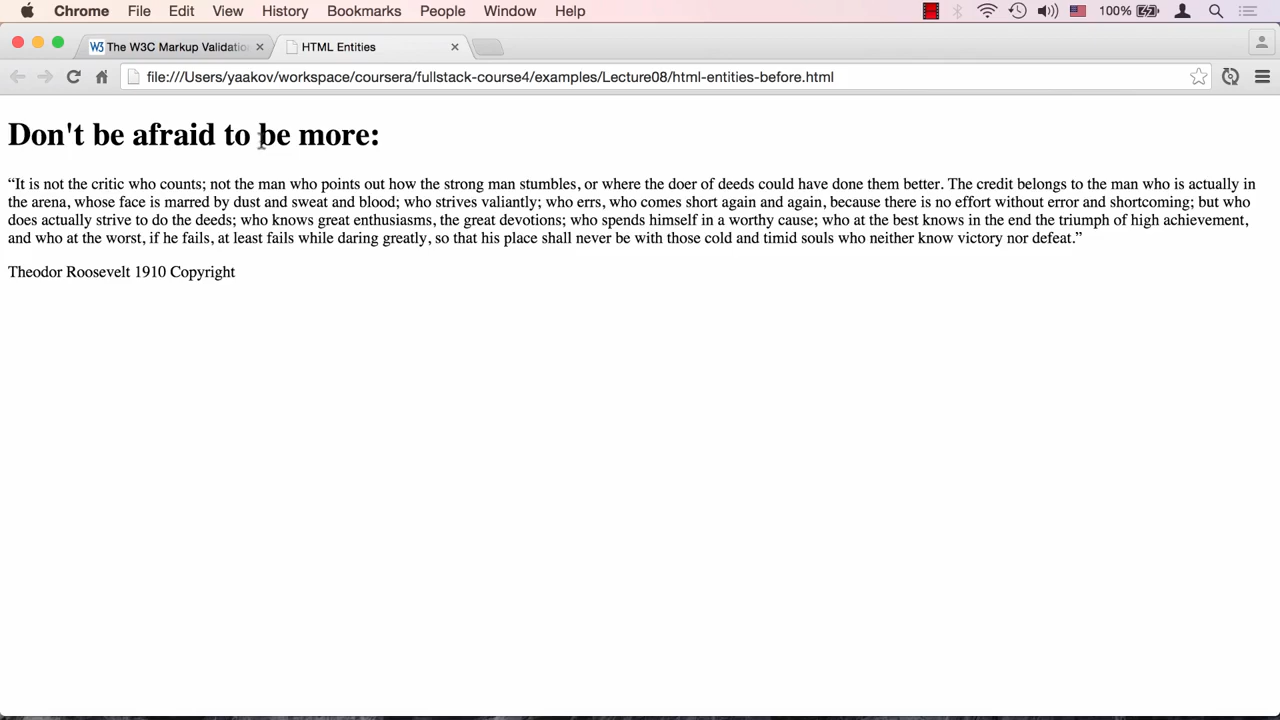 Chrome File Edit View History Bookmarks People Window Help 100%
W3 The W3C Markup Validatio × HTML Entities ×
file:///Users/yaakov/workspace/coursera/fullstack-course4/examples/Lecture08/html-entities-before.html
Don't be afraid to be more:
“It is not the critic who counts; not the man who points out how the strong man stumbles, or where the doer of deeds could have done them better. The credit belongs to the man who is actually in
the arena, whose face is marred by dust and sweat and blood; who strives valiantly; who errs, who comes short again and again, because there is no effort without error and shortcoming; but who
does actually strive to do the deeds; who knows great enthusiasms, the great devotions; who spends himself in a worthy cause; who at the best knows in the end the triumph of high achievement,
and who at the worst, if he fails, at least fails while daring greatly, so that his place shall never be with those cold and timid souls who neither know victory nor defeat.”
Theodor Roosevelt 1910 Copyright